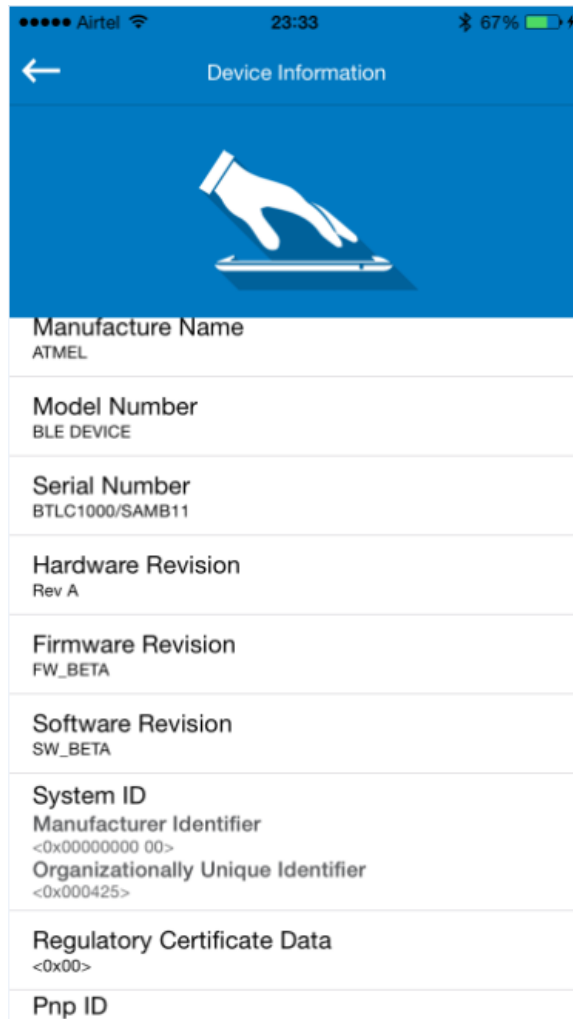 Airtel 23:33 67%
Device Information
Manufacture Name
ATMEL
Model Number
BLE DEVICE
Serial Number
BTLC1000/SAMB11
Hardware Revision
Rev A
Firmware Revision
FW_BETA
Software Revision
SW_BETA
System ID
Manufacturer Identifier
<0x00000000 00>
Organizationally Unique Identifier
<0x000425>
Regulatory Certificate Data
<0x00>
Pnp ID